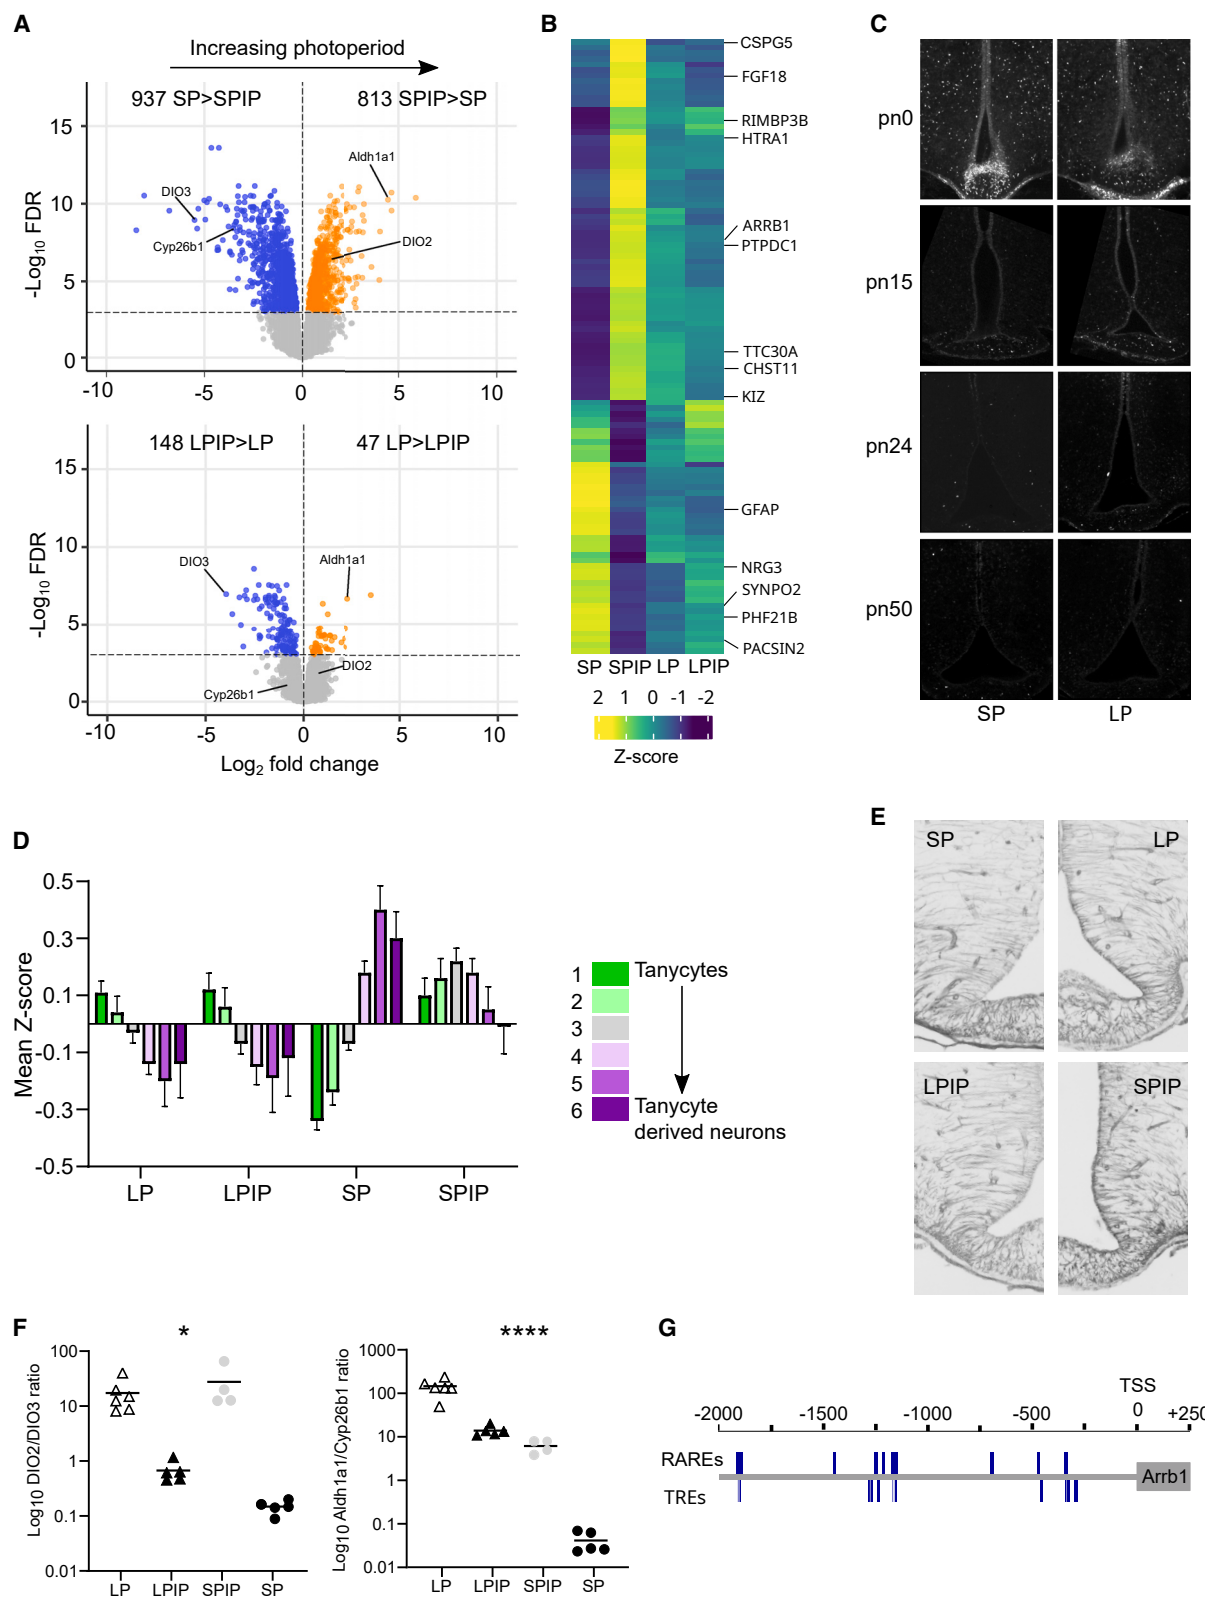 A
Increasing photoperiod
937 SP>SPIP
813 SPIP>SP
15
10
5
0
-Log10 FDR
DIO3
Cyp26b1
Aldh1a1
DIO2
-10
-5
0
5
10
148 LPIP>LP
47 LP>LPIP
15
10
5
0
-Log10 FDR
DIO3
Aldh1a1
Cyp26b1
DIO2
-10
-5
0
5
10
Log2 fold change
B
CSPG5
FGF18
RIMBP3B
HTRA1
ARRB1
PTPDC1
TTC30A
CHST11
KIZ
GFAP
NRG3
SYNPO2
PHF21B
PACSIN2
SP SPIP LP LPIP
2 1 0 -1 -2
Z-score
C
pn0
pn15
pn24
pn50
SP
LP
D
Mean Z-score
0.5
0.3
0.1
-0.1
-0.3
-0.5
LP
LPIP
SP
SPIP
1 Tanycytes
2
3
4
5
6 Tanycyte
derived neurons
E
SP
LP
LPIP
SPIP
F
*
Log10 DIO2/DIO3 ratio
100
10
1
0.1
0.01
LP
LPIP
SPIP
SP
****
Log10 Aldh1a1/Cyp26b1 ratio
1000
100
10
1
0.1
0.01
LP
LPIP
SPIP
SP
G
TSS
-2000
-1500
-1000
-500
0
+250
RAREs
TREs
Arrb1